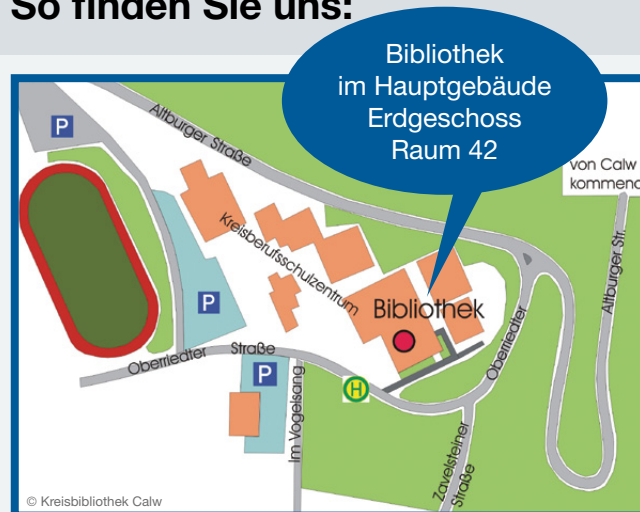 So finden Sie uns:
Bibliothek
im Hauptgebäude
Erdgeschoss
Raum 42
P
Altburger Straße
von Calw
Kreisberufsschulzentrum
Altburger Str.
P
Bibliothek
Oberriedter Straße
Oberriedter
P
H
Im Vogelsang
Zavelsteiner
Straße
© Kreisbibliothek Calw